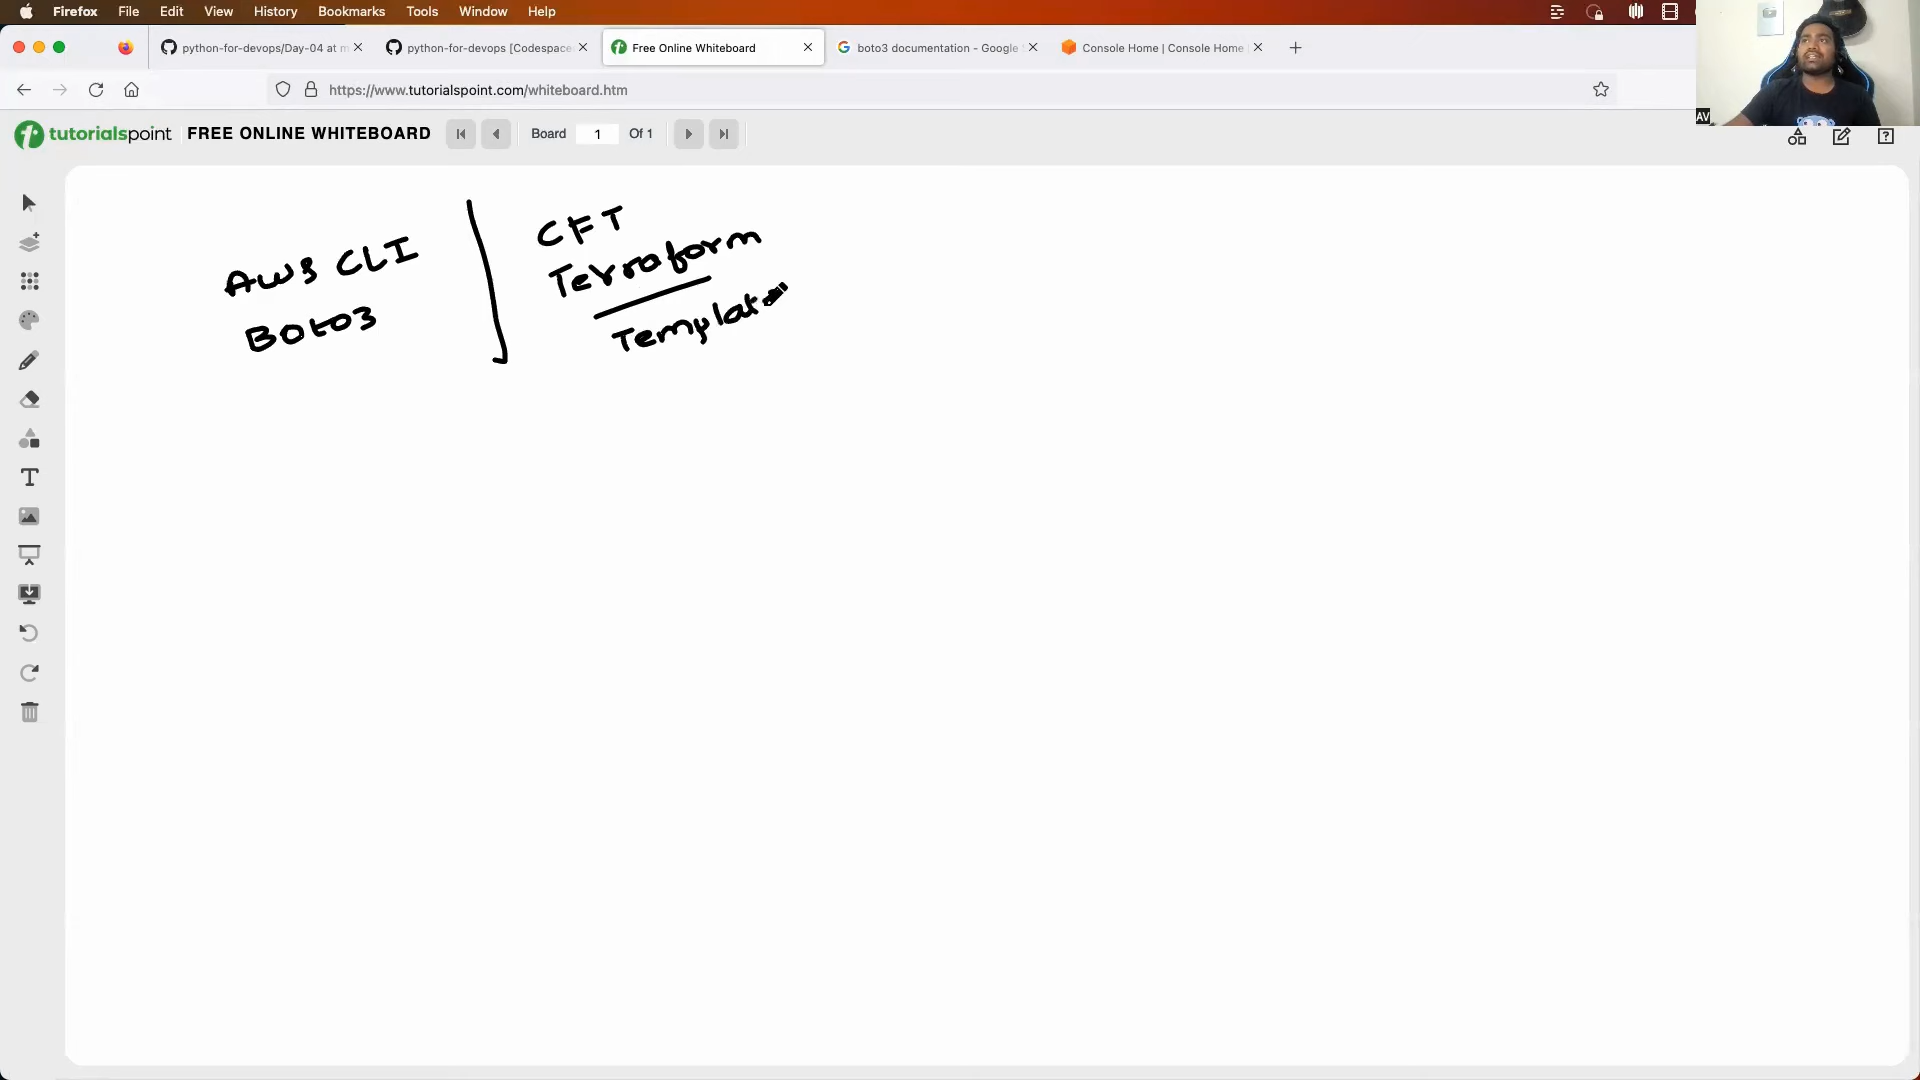 Firefox File Edit View History Bookmarks Tools Window Help
python-for-devops/Day-04 at m
python-for-devops [Codespace
Free Online Whiteboard
boto3 documentation - Google
Console Home | Console Home
https://www.tutorialspoint.com/whiteboard.htm
AV
tutorialspoint FREE ONLINE WHITEBOARD Board 1 Of 1
AWS CLI
Boto3
CFT
Terraform
Template